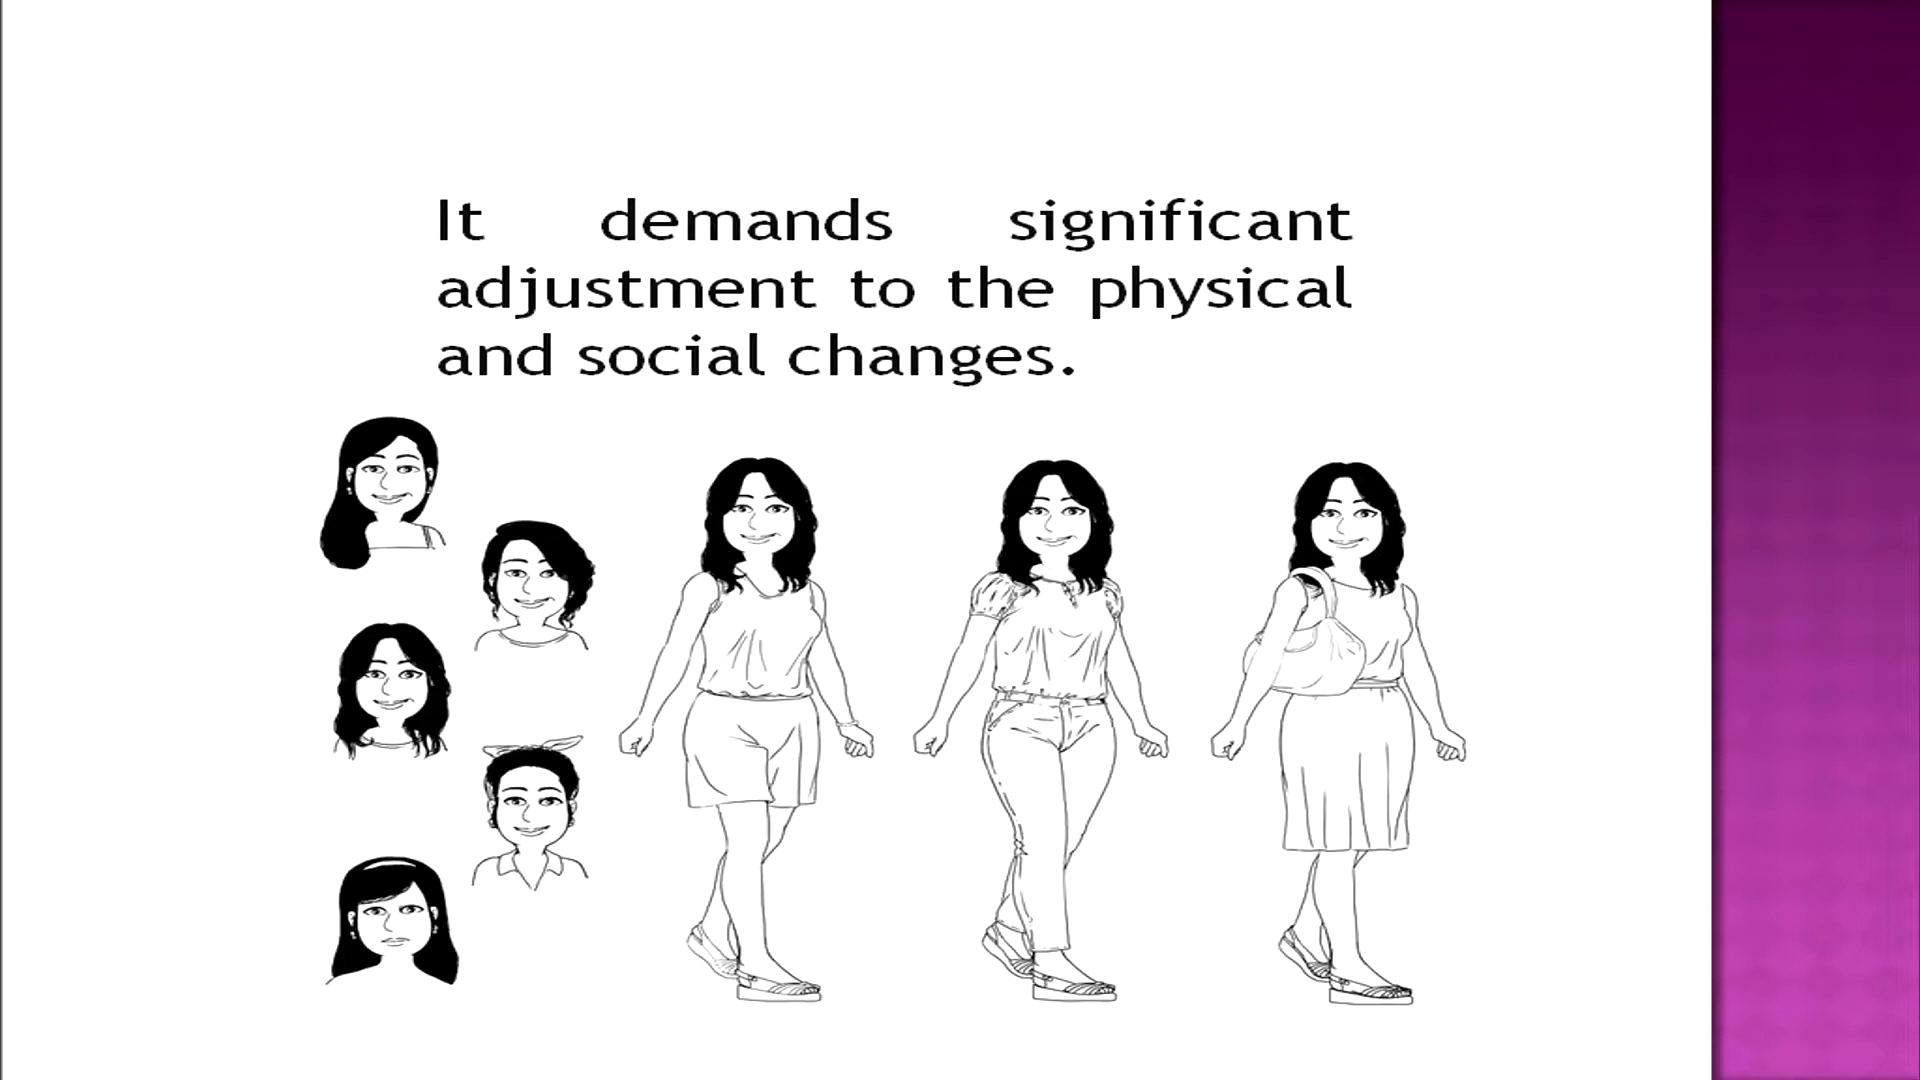 It demands significant
adjustment to the physical
and social changes.